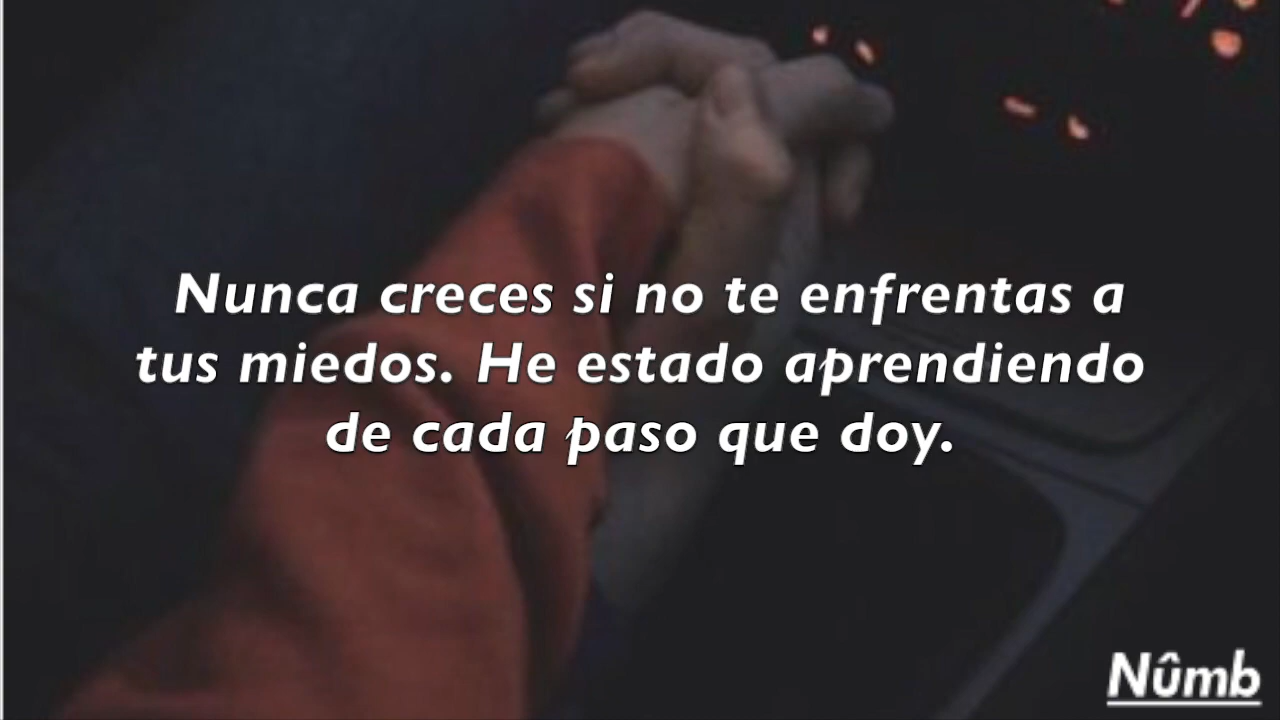 Nunca creces si no te enfrentas a
tus miedos. He estado aprendiendo
de cada paso que doy.
Nûmb